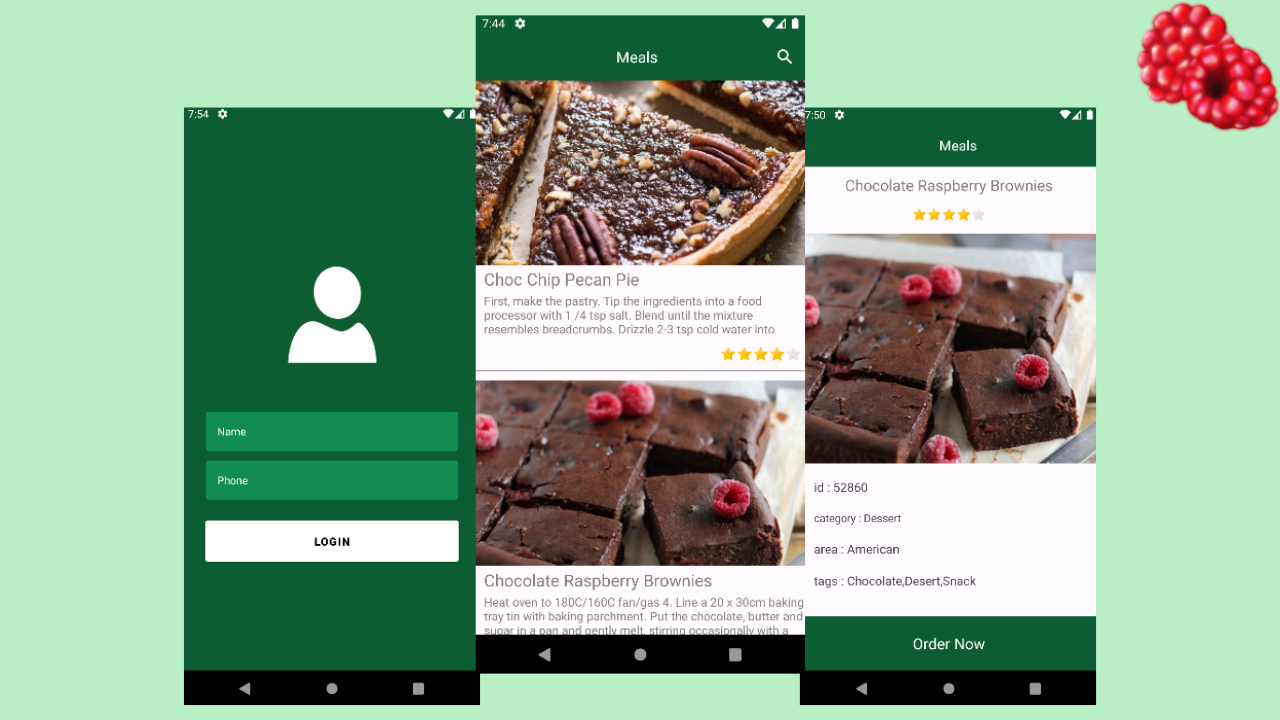 7:54
Name
Phone
LOGIN
7:44
Meals
Choc Chip Pecan Pie
First, make the pastry. Tip the ingredients into a food
processor with 1 /4 tsp salt. Blend until the mixture
resembles breadcrumbs. Drizzle 2-3 tsp cold water into
Chocolate Raspberry Brownies
Heat oven to 180C/160C fan/gas 4. Line a 20 x 30cm baking
tray tin with baking parchment. Put the chocolate, butter and
sugar in a pan and gently melt, stirring occasionally with a
7:50
Meals
Chocolate Raspberry Brownies
id : 52860
category : Dessert
area : American
tags : Chocolate,Desert,Snack
Order Now